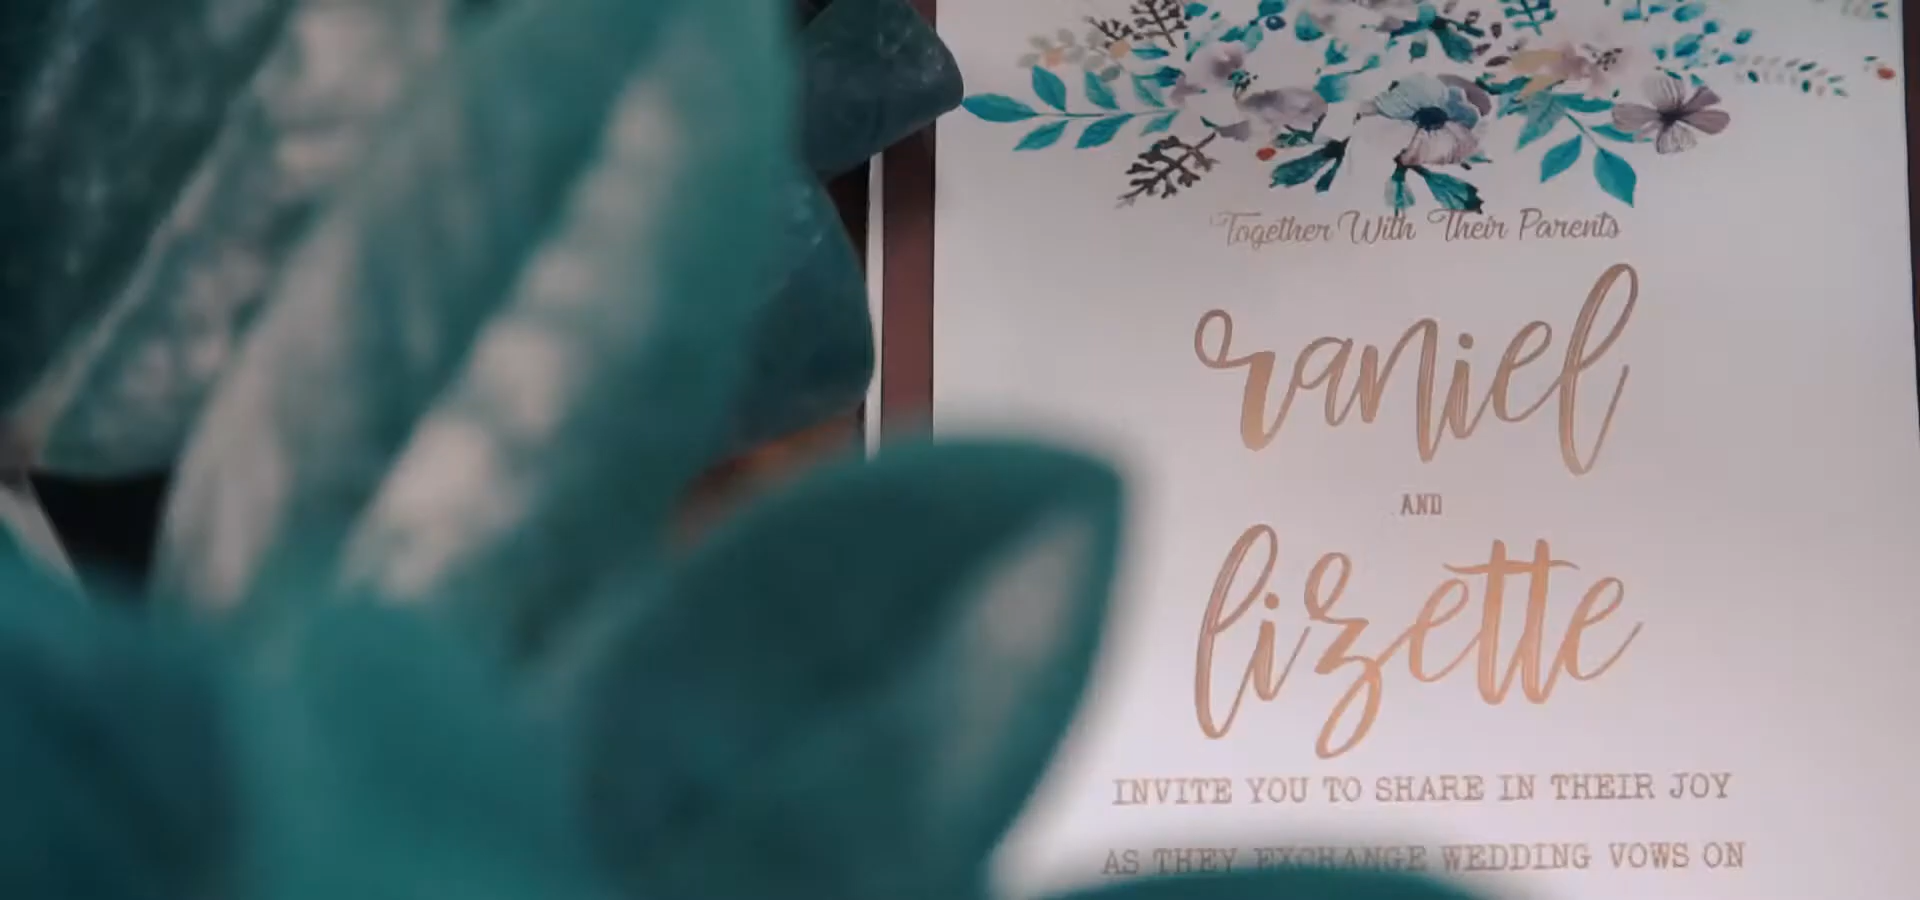 Together With Their Parents
raniel
AND
lizette
INVITE YOU TO SHARE IN THEIR JOY
AS THEY EXCHANGE WEDDING VOWS ON